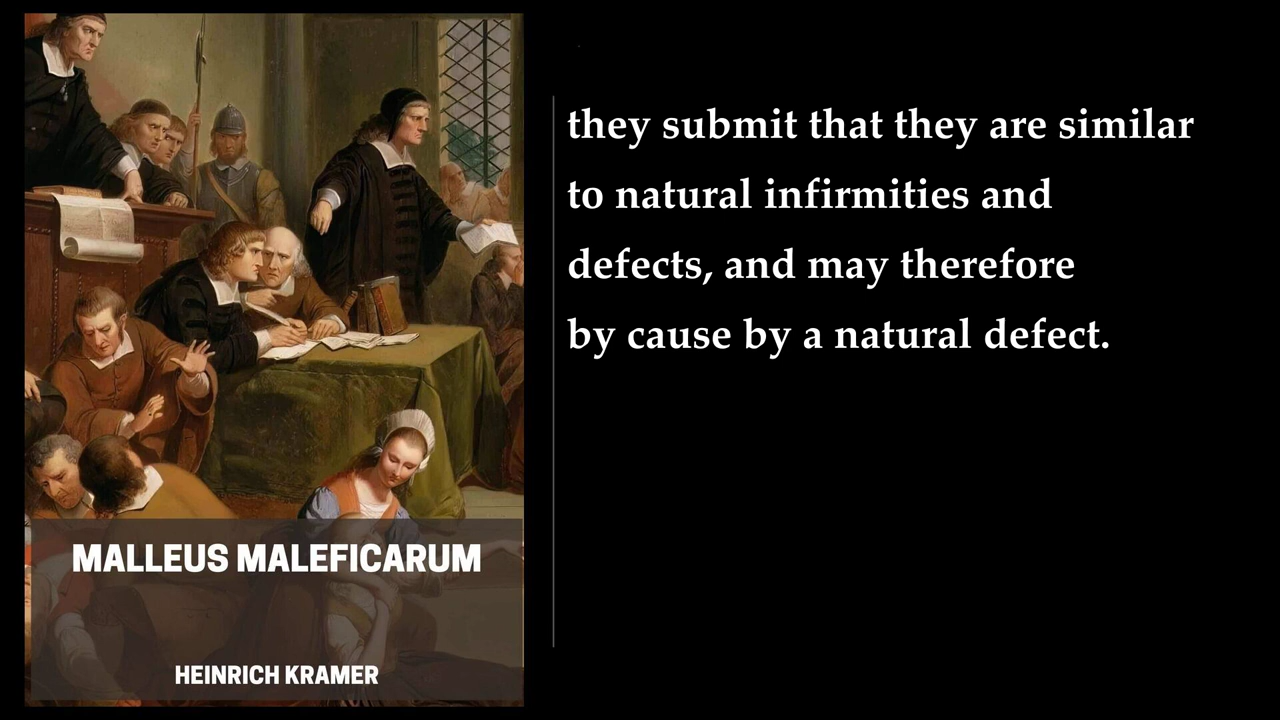 they submit that they are similar
to natural infirmities and
defects, and may therefore
by cause by a natural defect.
MALLEUS MALEFICARUM
HEINRICH KRAMER